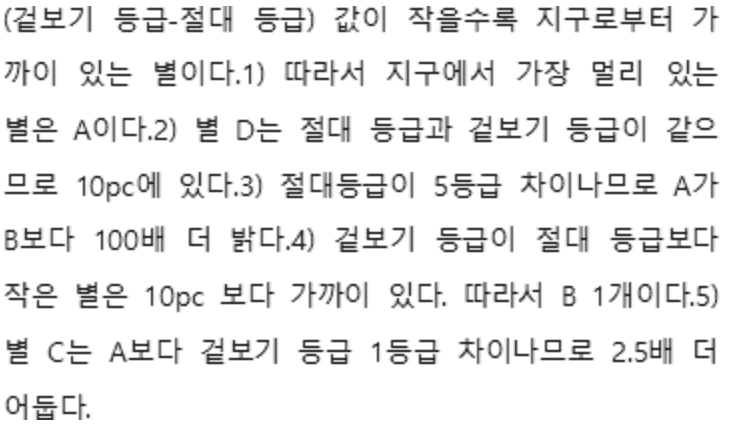 (겉보기 등급-절대 등급) 값이 작을수록 지구로부터 가
까이 있는 별이다.1) 따라서 지구에서 가장 멀리 있는
별은 A이다.2) 별 D는 절대 등급과 겉보기 등급이 같으
므로 10pc에 있다.3) 절대등급이 5등급 차이나므로 A가
B보다 100배 더 밝다.4) 겉보기 등급이 절대 등급보다
작은 별은 10pc 보다 가까이 있다. 따라서 B 1개이다.5)
별 C는 A보다 겉보기 등급 1등급 차이나므로 2.5배 더
어둡다.